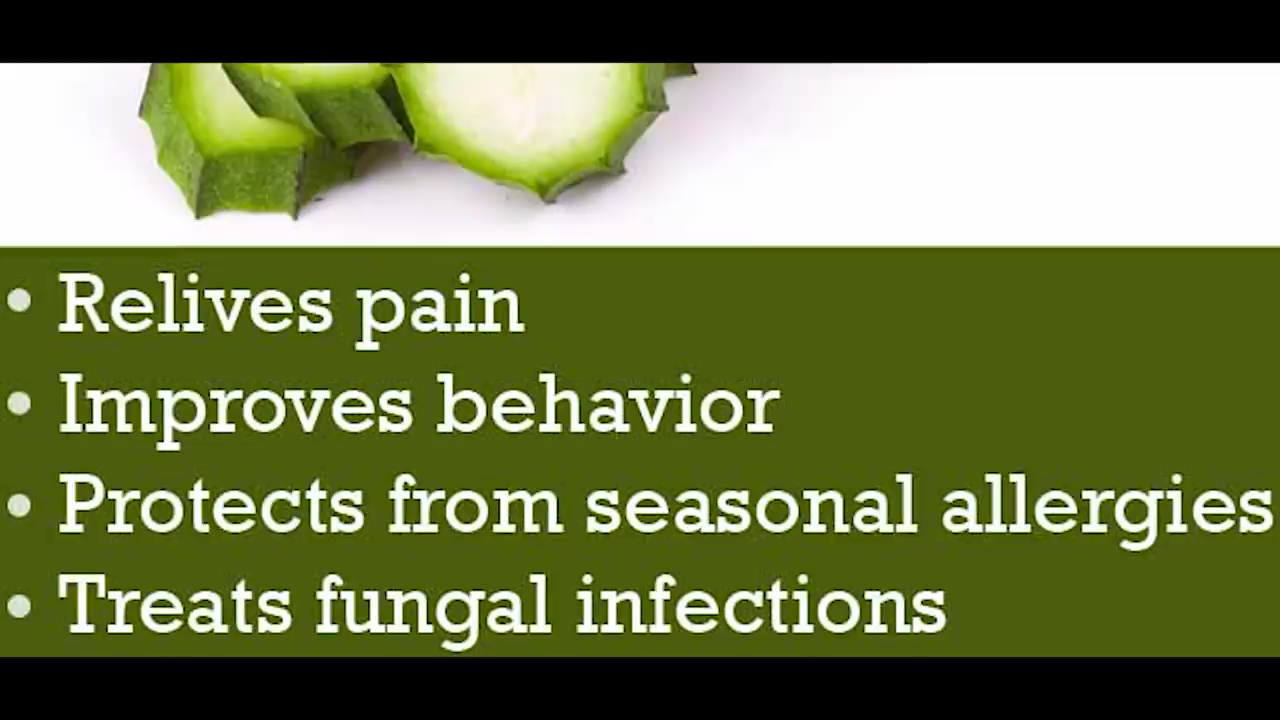 • Relives pain
• Improves behavior
• Protects from seasonal allergies
• Treats fungal infections